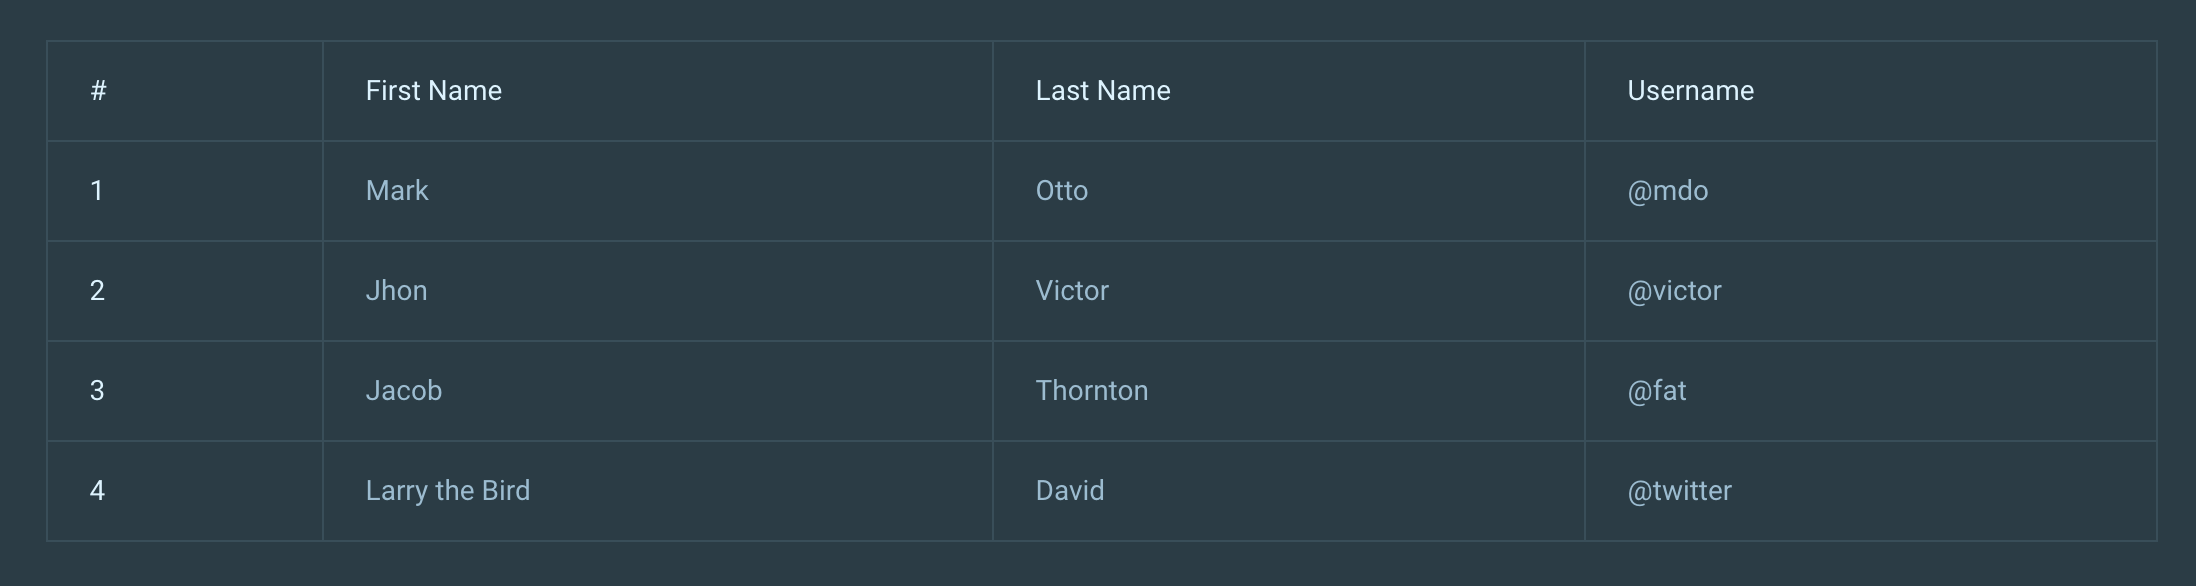 # First Name Last Name Username
1 Mark Otto @mdo
2 Jhon Victor @victor
3 Jacob Thornton @fat
4 Larry the Bird David @twitter